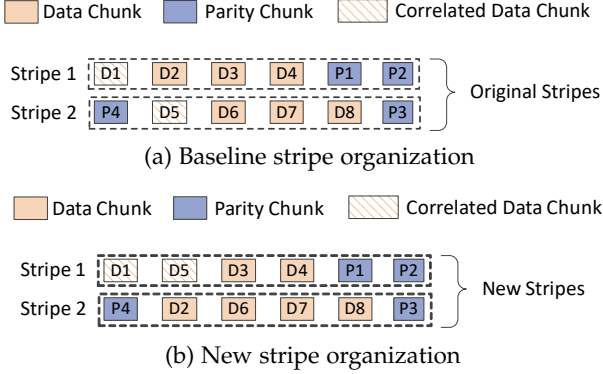 Data Chunk Parity Chunk Correlated Data Chunk
Stripe 1 D1 D2 D3 D4 P1 P2
Stripe 2 P4 D5 D6 D7 D8 P3
Original Stripes
(a) Baseline stripe organization
Data Chunk Parity Chunk Correlated Data Chunk
Stripe 1 D1 D5 D3 D4 P1 P2
Stripe 2 P4 D2 D6 D7 D8 P3
New Stripes
(b) New stripe organization